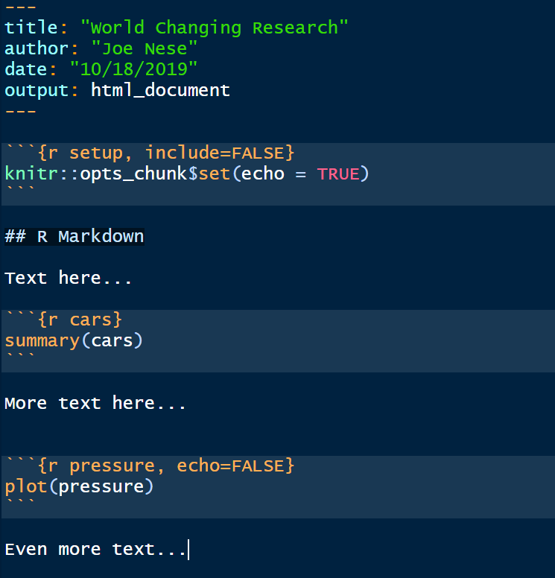 ---
title: "World Changing Research"
author: "Joe Nese"
date: "10/18/2019"
output: html_document
---
```{r setup, include=FALSE}
knitr::opts_chunk$set(echo = TRUE)
```
## R Markdown
Text here...
```{r cars}
summary(cars)
```
More text here...
```{r pressure, echo=FALSE}
plot(pressure)
```
Even more text...